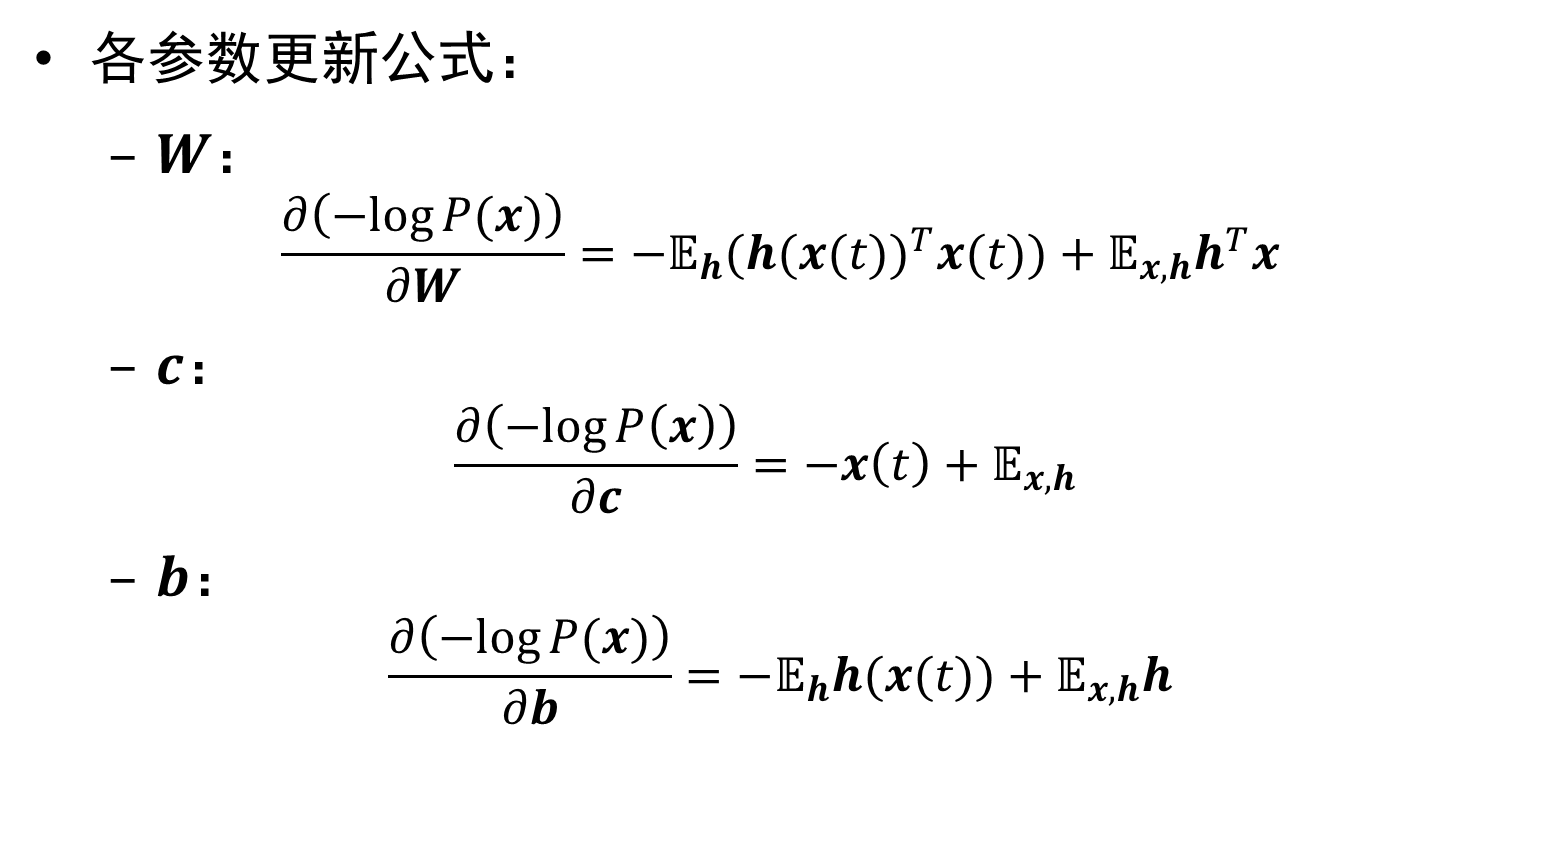 • 各参数更新公式：
– W：
∂(−log P(x))/∂W = −𝔼_h(h(x(t))^T x(t)) + 𝔼_{x,h} h^T x
– c：
∂(−log P(x))/∂c = −x(t) + 𝔼_{x,h}
– b：
∂(−log P(x))/∂b = −𝔼_h h(x(t)) + 𝔼_{x,h} h